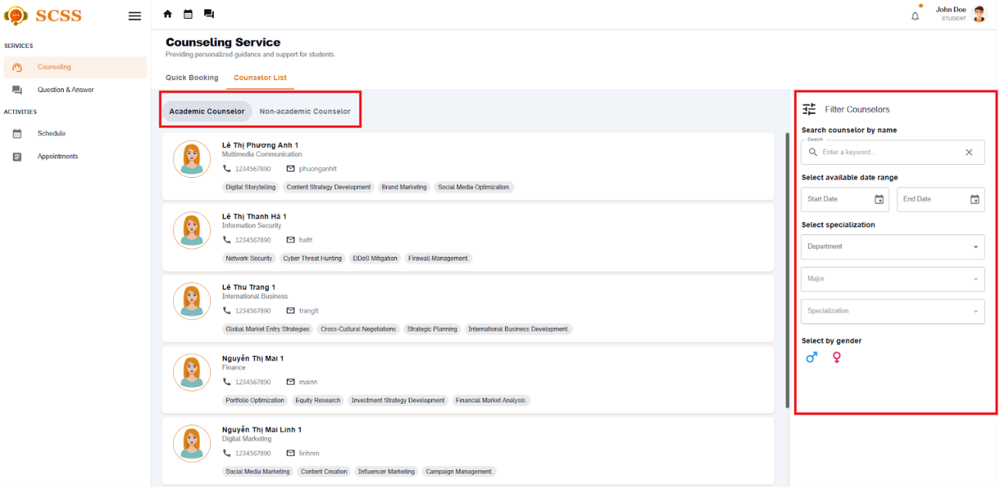 SCSS
John Doe
STUDENT
SERVICES
Counseling
Question & Answer
ACTIVITIES
Schedule
Appointments
Counseling Service
Providing personalized guidance and support for students.
Quick Booking Counselor List
Academic Counselor Non-academic Counselor
Lê Thị Phương Anh 1
Multimedia Communication
1234567890 phuonganhlt
Digital Storytelling Content Strategy Development Brand Marketing Social Media Optimization.
Lê Thị Thanh Hà 1
Information Security
1234567890 haltt
Network Security Cyber Threat Hunting DDoS Mitigation Firewall Management.
Lê Thu Trang 1
International Business
1234567890 tranglt
Global Market Entry Strategies Cross-Cultural Negotiations Strategic Planning International Business Development.
Nguyễn Thị Mai 1
Finance
1234567890 mainn
Portfolio Optimization Equity Research Investment Strategy Development Financial Market Analysis.
Nguyễn Thị Mai Linh 1
Digital Marketing
1234567890 linhnm
Social Media Marketing Content Creation Influencer Marketing Campaign Management.
Filter Counselors
Search counselor by name
Search
Enter a keyword...
Select available date range
Start Date End Date
Select specialization
Department
Major
Specialization
Select by gender